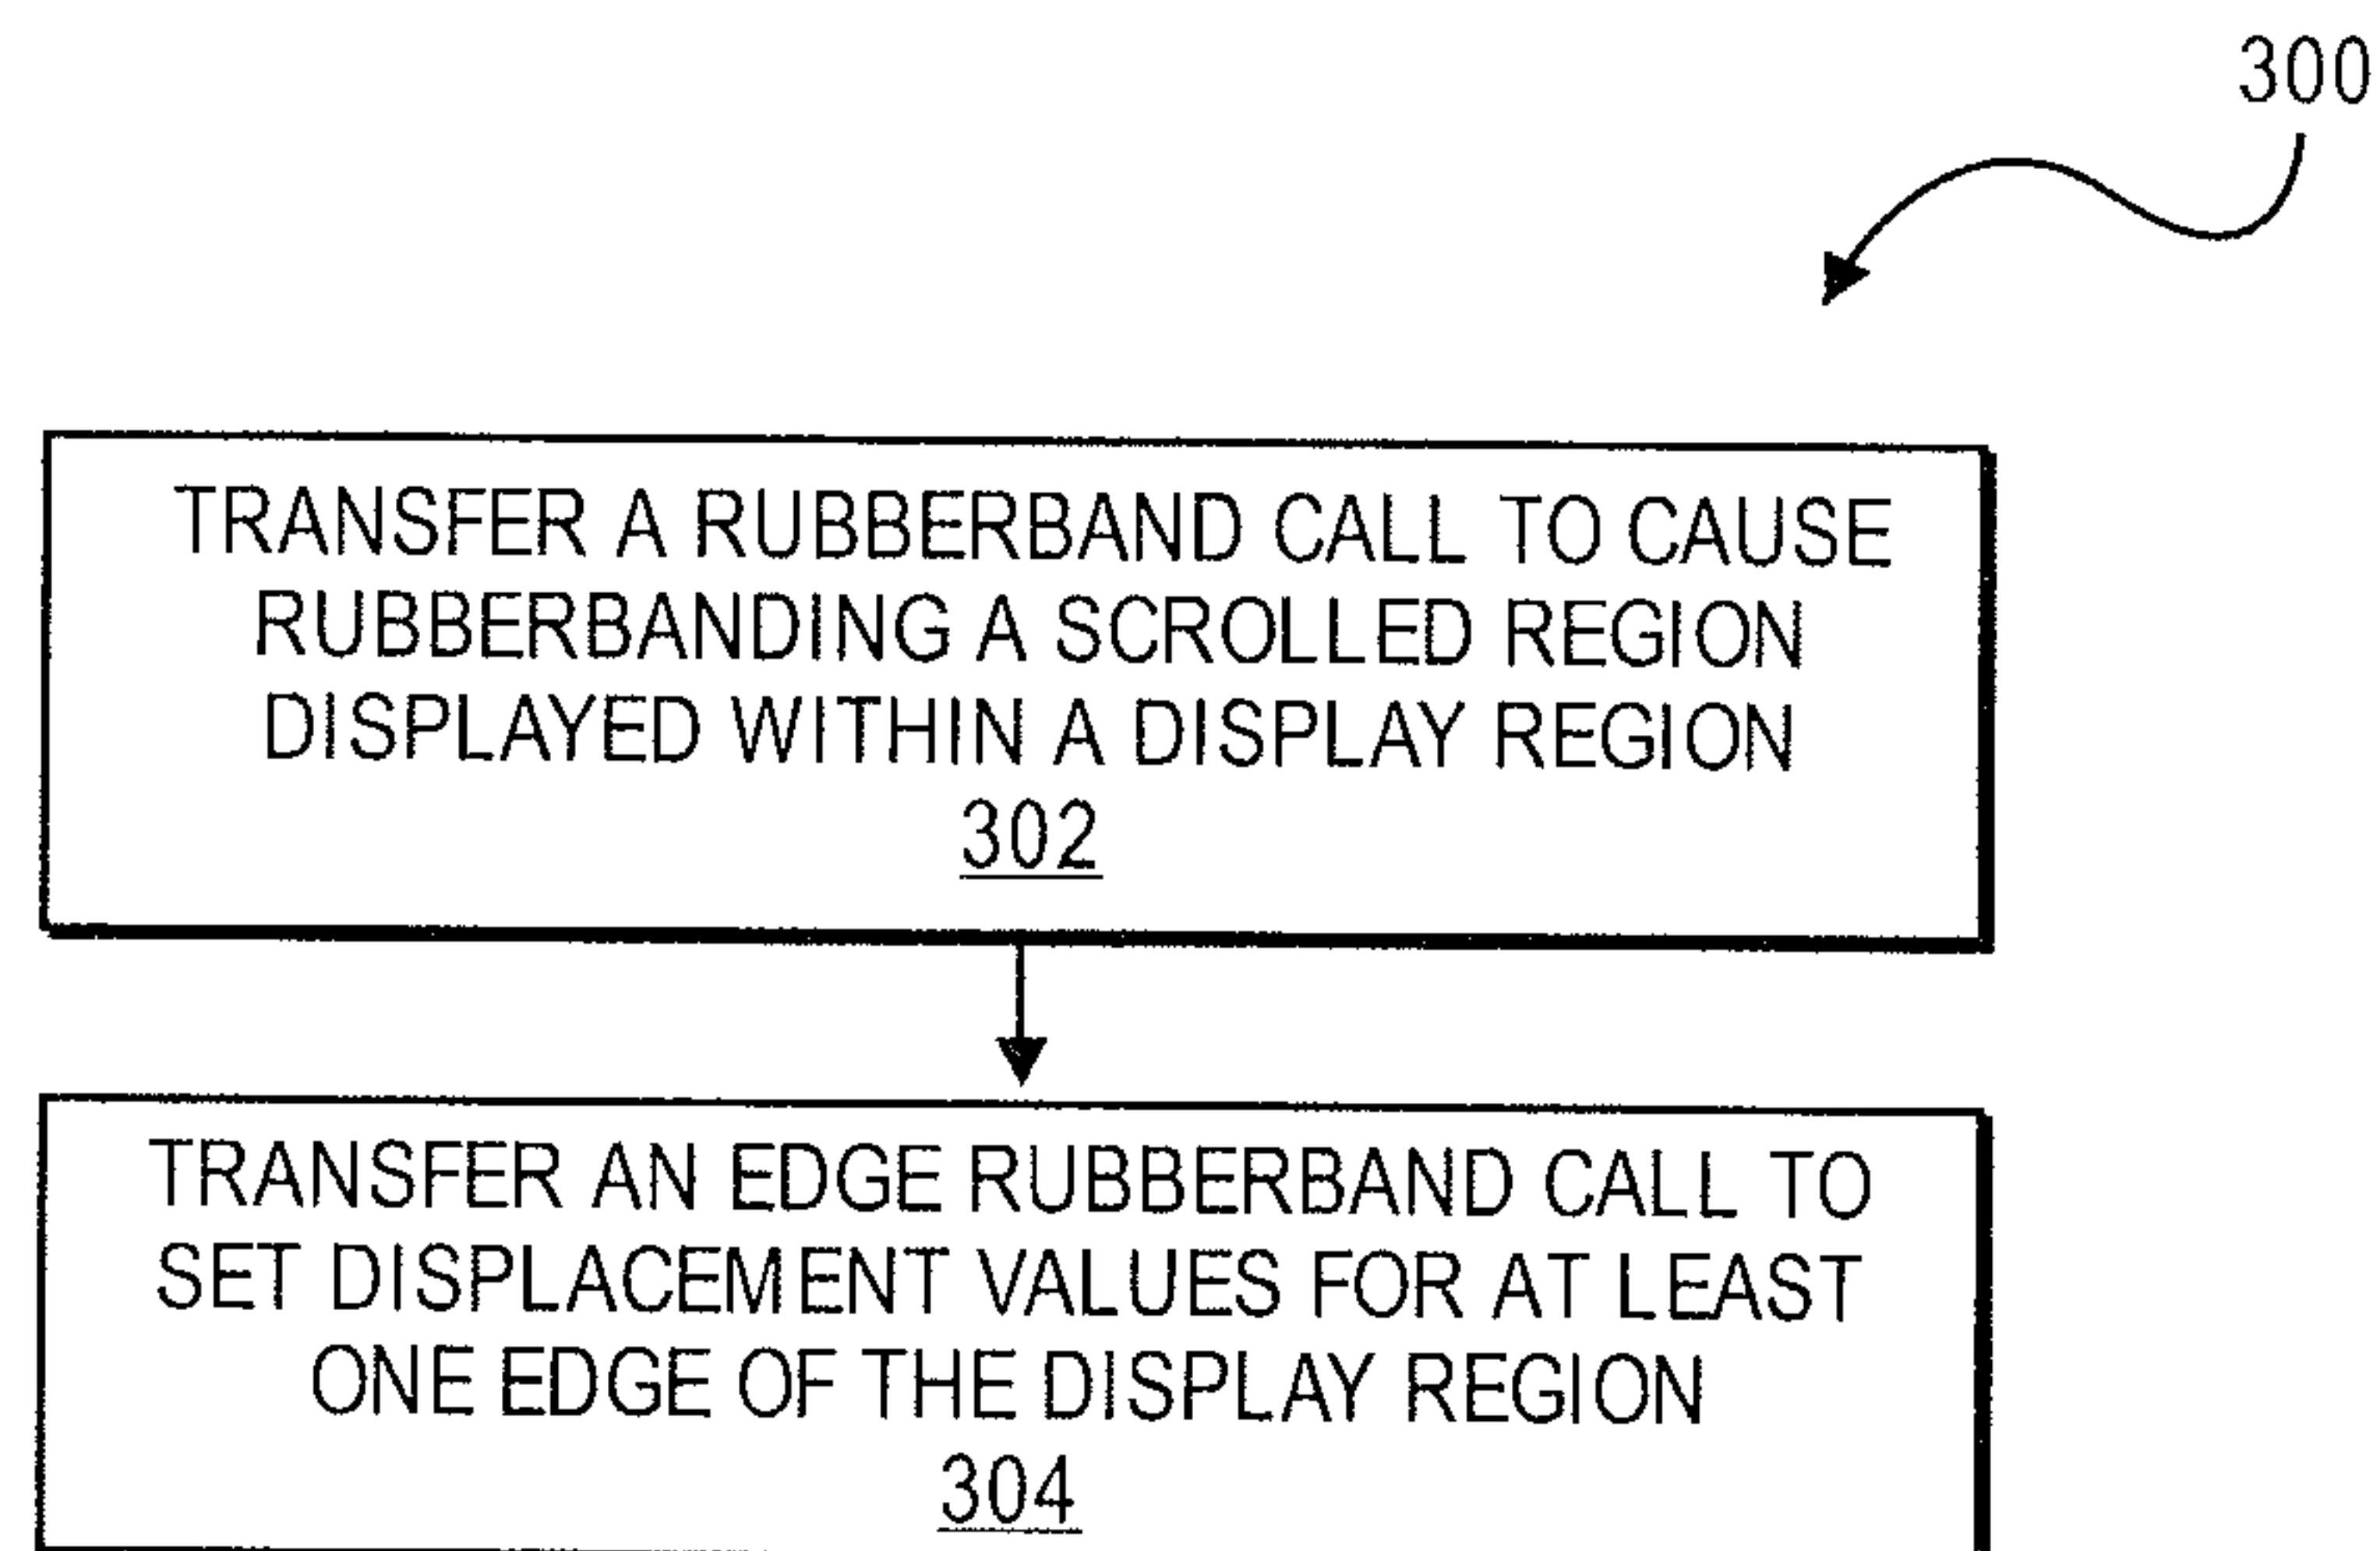 300
TRANSFER A RUBBERBAND CALL TO CAUSE
RUBBERBANDING A SCROLLED REGION
DISPLAYED WITHIN A DISPLAY REGION
302
TRANSFER AN EDGE RUBBERBAND CALL TO
SET DISPLACEMENT VALUES FOR AT LEAST
ONE EDGE OF THE DISPLAY REGION
304